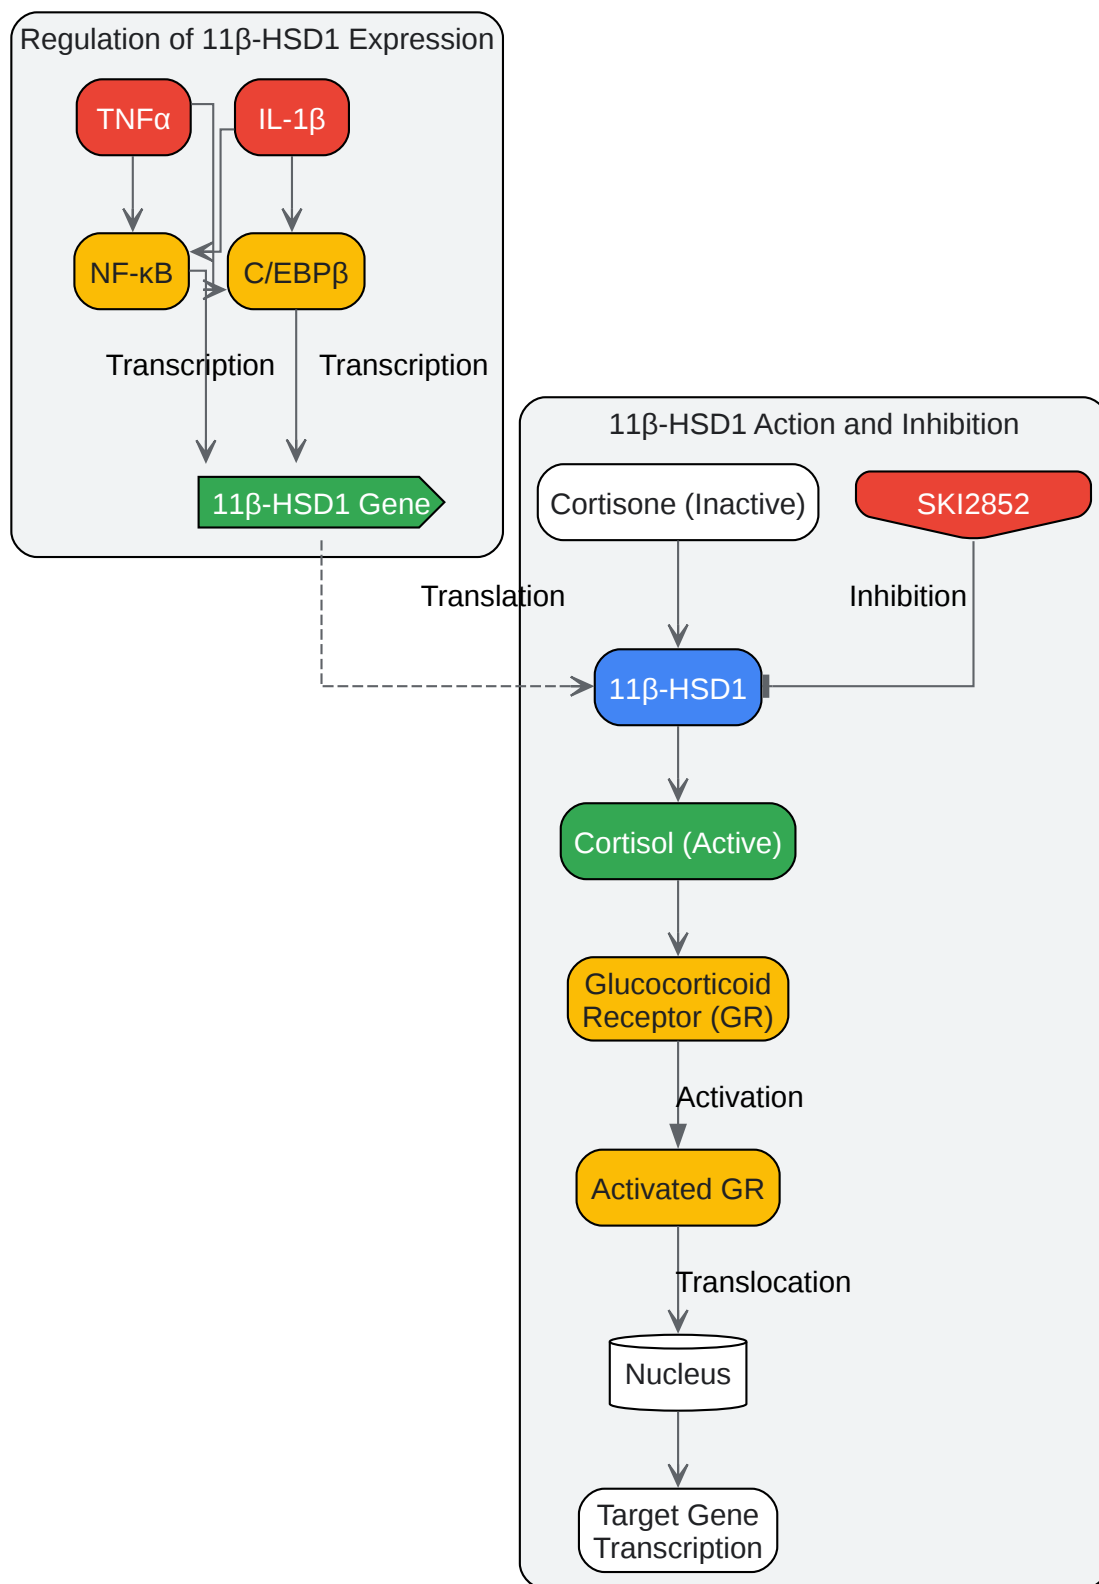 Regulation of 11β-HSD1 Expression
TNFα
IL-1β
NF-κB
C/EBPβ
Transcription
Transcription
11β-HSD1 Gene
Translation
11β-HSD1 Action and Inhibition
Cortisone (Inactive)
SKI2852
Inhibition
11β-HSD1
Cortisol (Active)
Glucocorticoid
Receptor (GR)
Activation
Activated GR
Translocation
Nucleus
Target Gene
Transcription